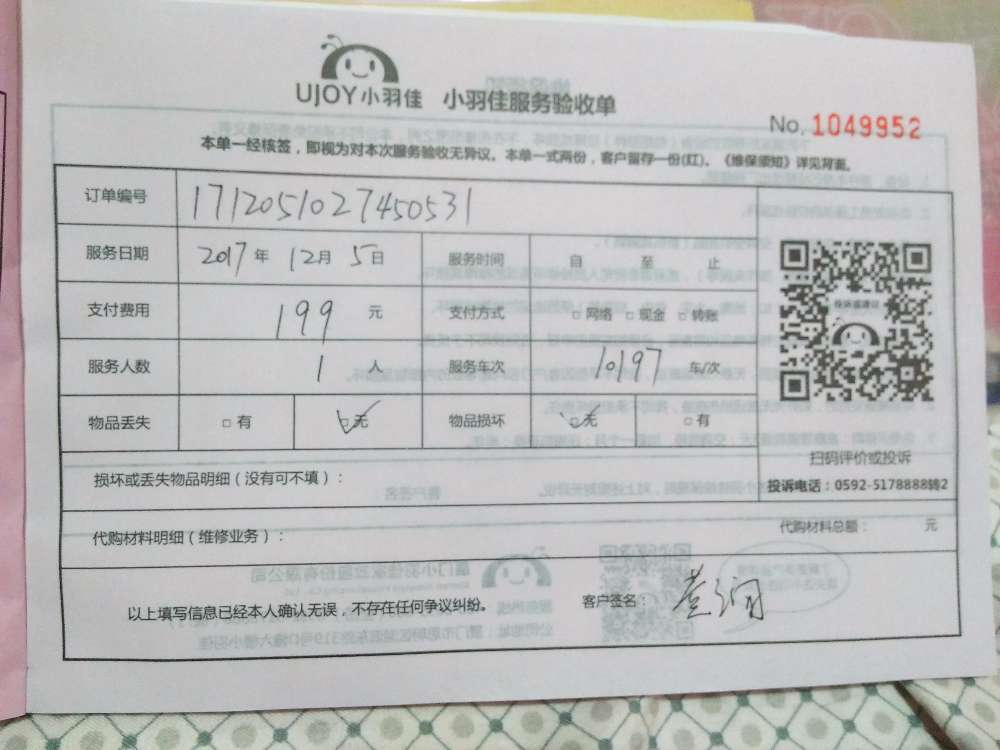 UJOY小羽佳 小羽佳服务验收单
No. 1049952
本单一经核签，即视为对本次服务验收无异议。本单一式两份，客户留存一份(红)、《维保须知》详见背面。
订单编号 1712051027450531
服务日期 2017年 12月 5日 服务时间 自 至 止
支付费用 199 元 支付方式 □网络 □现金 □转账
服务人数 1 人 服务车次 10197 车/次
物品丢失 □有 □无 物品损坏 □无 □有
扫码评价或投诉
投诉电话：0592-5178888转2
损坏或丢失物品明细（没有可不填）：
代购材料明细（维修业务）： 代购材料总额： 元
以上填写信息已经本人确认无误，不存在任何争议纠纷。 客户签名：